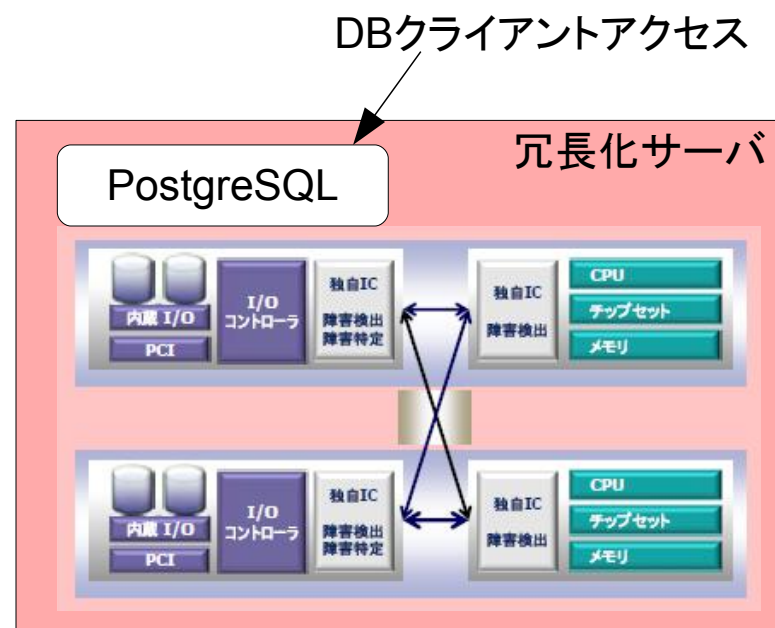 DBクライアントアクセス
冗長化サーバ
PostgreSQL
内蔵 I/O
PCI
I/O
コントローラ
独自IC
障害検出
障害特定
独自IC
障害検出
CPU
チップセット
メモリ
内蔵 I/O
PCI
I/O
コントローラ
独自IC
障害検出
障害特定
独自IC
障害検出
CPU
チップセット
メモリ